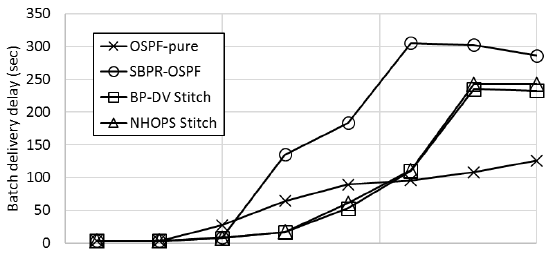 Batch delivery delay (sec)
350
300
250
200
150
100
50
0
OSPF-pure
SBPR-OSPF
BP-DV Stitch
NHOPS Stitch